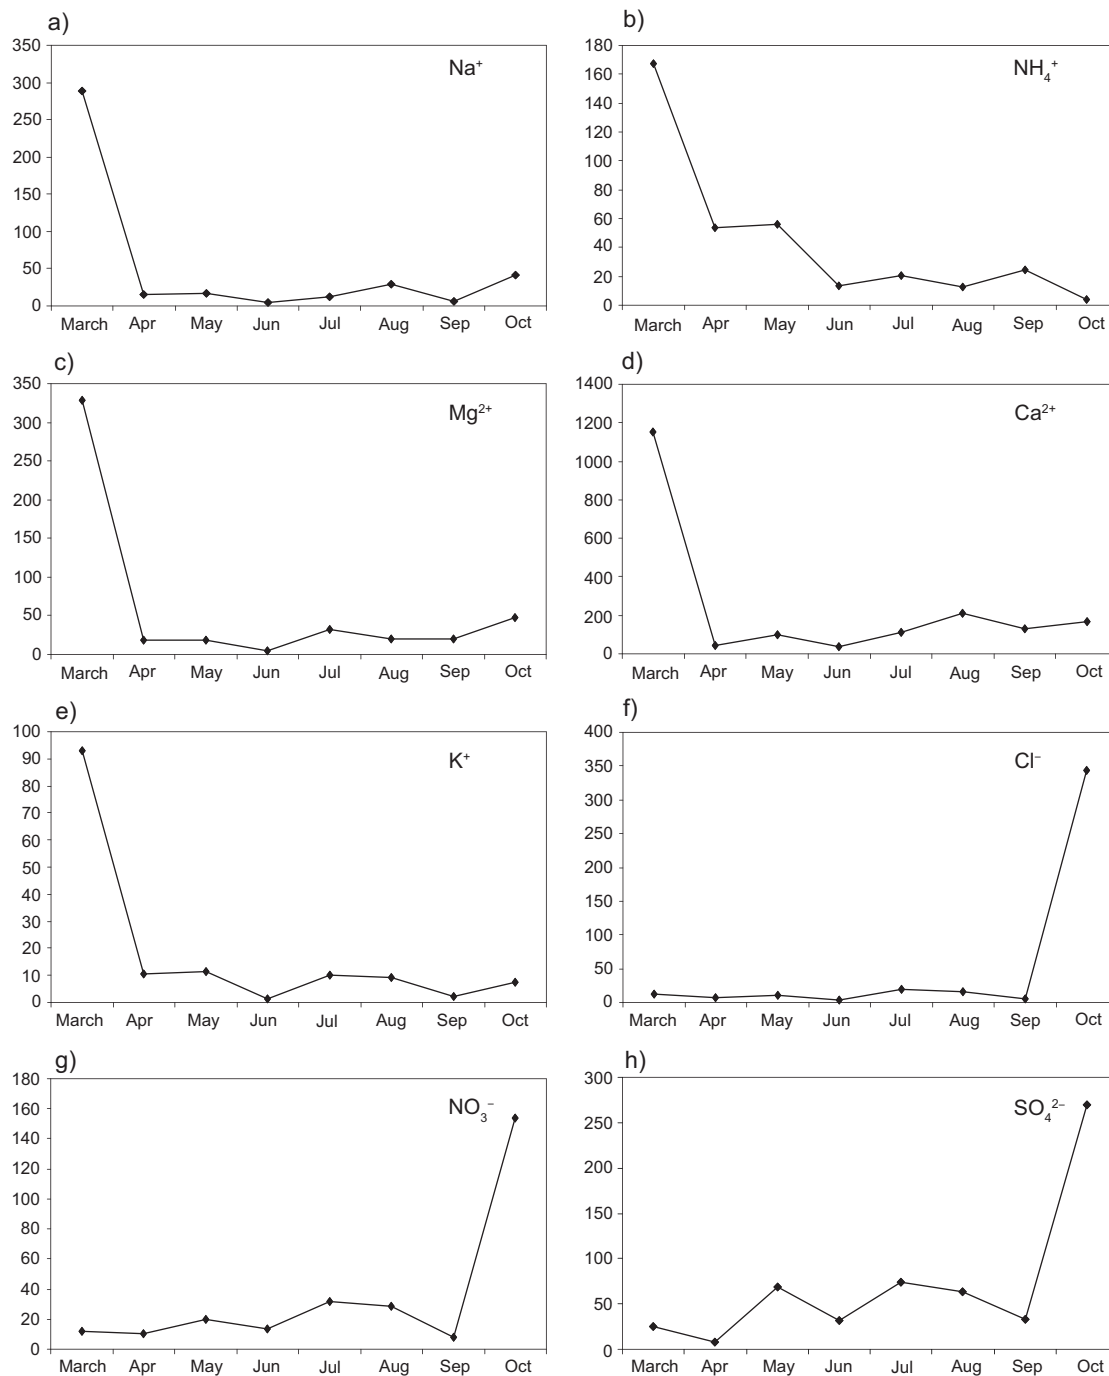 a)
Na⁺
350
300
250
200
150
100
50
0
March Apr May Jun Jul Aug Sep Oct
b)
NH₄⁺
180
160
140
120
100
80
60
40
20
0
March Apr May Jun Jul Aug Sep Oct
c)
Mg²⁺
350
300
250
200
150
100
50
0
March Apr May Jun Jul Aug Sep Oct
d)
Ca²⁺
1400
1200
1000
800
600
400
200
0
March Apr May Jun Jul Aug Sep Oct
e)
K⁺
100
90
80
70
60
50
40
30
20
10
0
March Apr May Jun Jul Aug Sep Oct
f)
Cl⁻
400
350
300
250
200
150
100
50
0
March Apr May Jun Jul Aug Sep Oct
g)
NO₃⁻
180
160
140
120
100
80
60
40
20
0
March Apr May Jun Jul Aug Sep Oct
h)
SO₄²⁻
300
250
200
150
100
50
0
March Apr May Jun Jul Aug Sep Oct